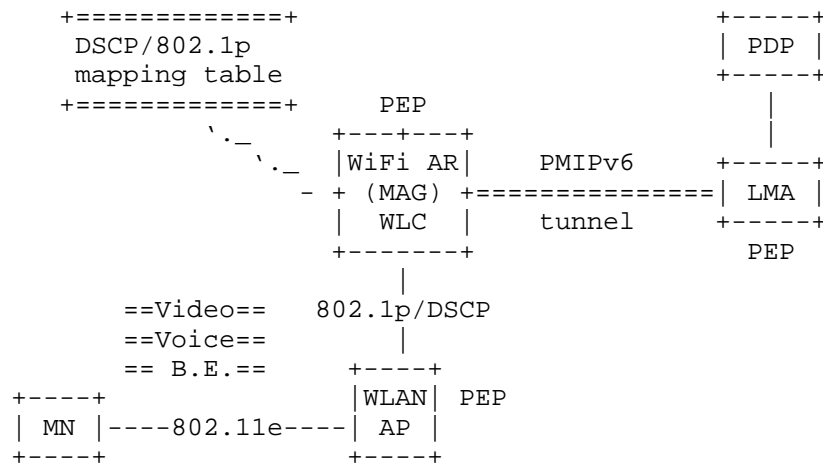 DSCP/802.1p
mapping table
PDP
PEP
WiFi AR
(MAG)
WLC
PMIPv6
tunnel
LMA
PEP
==Video==
==Voice==
== B.E.==
802.1p/DSCP
WLAN
AP
PEP
MN
802.11e